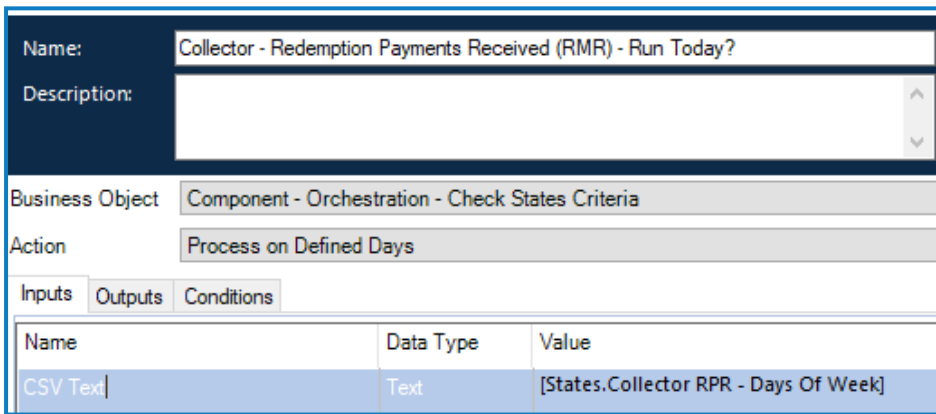 Name: Collector - Redemption Payments Received (RMR) - Run Today?
Description:
Business Object Component - Orchestration - Check States Criteria
Action Process on Defined Days
Inputs Outputs Conditions
Name Data Type Value
CSV Text Text [States.Collector RPR - Days Of Week]